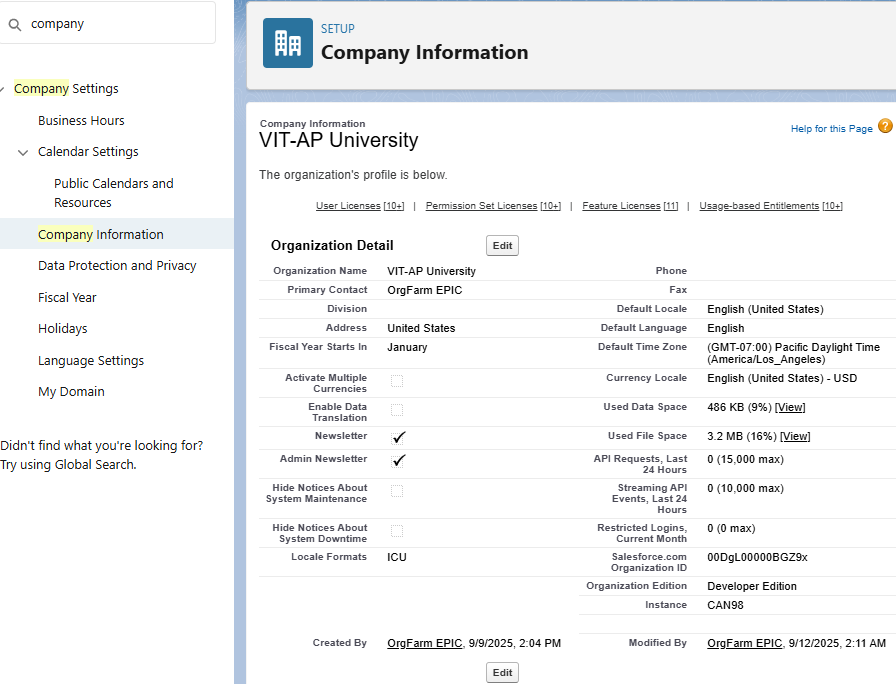 company
Company Settings
Business Hours
Calendar Settings
Public Calendars and
Resources
Company Information
Data Protection and Privacy
Fiscal Year
Holidays
Language Settings
My Domain
Didn't find what you're looking for?
Try using Global Search.
SETUP
Company Information
Company Information
VIT-AP University
Help for this Page ?
The organization's profile is below.
User Licenses [10+] | Permission Set Licenses [10+] | Feature Licenses [11] | Usage-based Entitlements [10+]
Organization Detail Edit
Organization Name VIT-AP University Phone
Primary Contact OrgFarm EPIC Fax
Division Default Locale English (United States)
Address United States Default Language English
Fiscal Year Starts In January Default Time Zone (GMT-07:00) Pacific Daylight Time
(America/Los_Angeles)
Activate Multiple
Currencies
Currency Locale English (United States) - USD
Enable Data
Translation
Used Data Space 486 KB (9%) [View]
Newsletter Used File Space 3.2 MB (16%) [View]
Admin Newsletter API Requests, Last
24 Hours
0 (15,000 max)
Hide Notices About
System Maintenance
Streaming API
Events, Last 24
Hours
0 (10,000 max)
Hide Notices About
System Downtime
Restricted Logins,
Current Month
0 (0 max)
Locale Formats ICU Salesforce.com
Organization ID
00DgL00000BGZ9x
Organization Edition Developer Edition
Instance CAN98
Created By OrgFarm EPIC, 9/9/2025, 2:04 PM Modified By OrgFarm EPIC, 9/12/2025, 2:11 AM
Edit